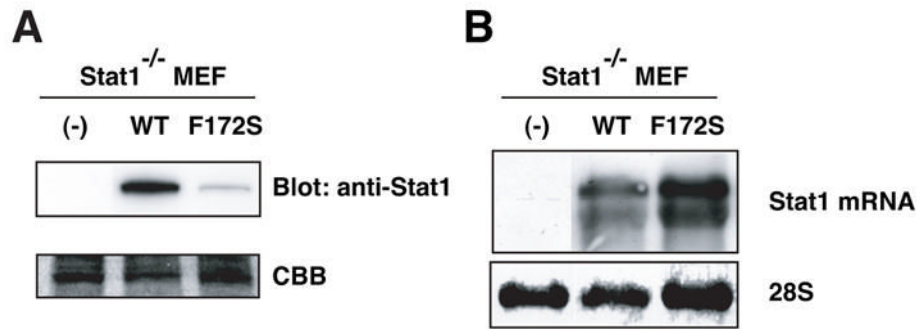 A
Stat1-/- MEF
(-) WT F172S
Blot: anti-Stat1
CBB
B
Stat1-/- MEF
(-) WT F172S
Stat1 mRNA
28S